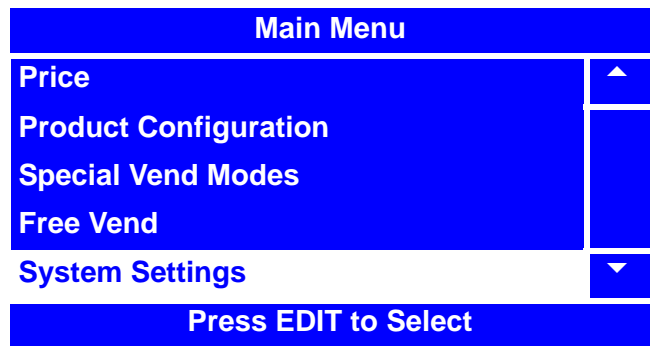 Main Menu
Price
Product Configuration
Special Vend Modes
Free Vend
System Settings
Press EDIT to Select